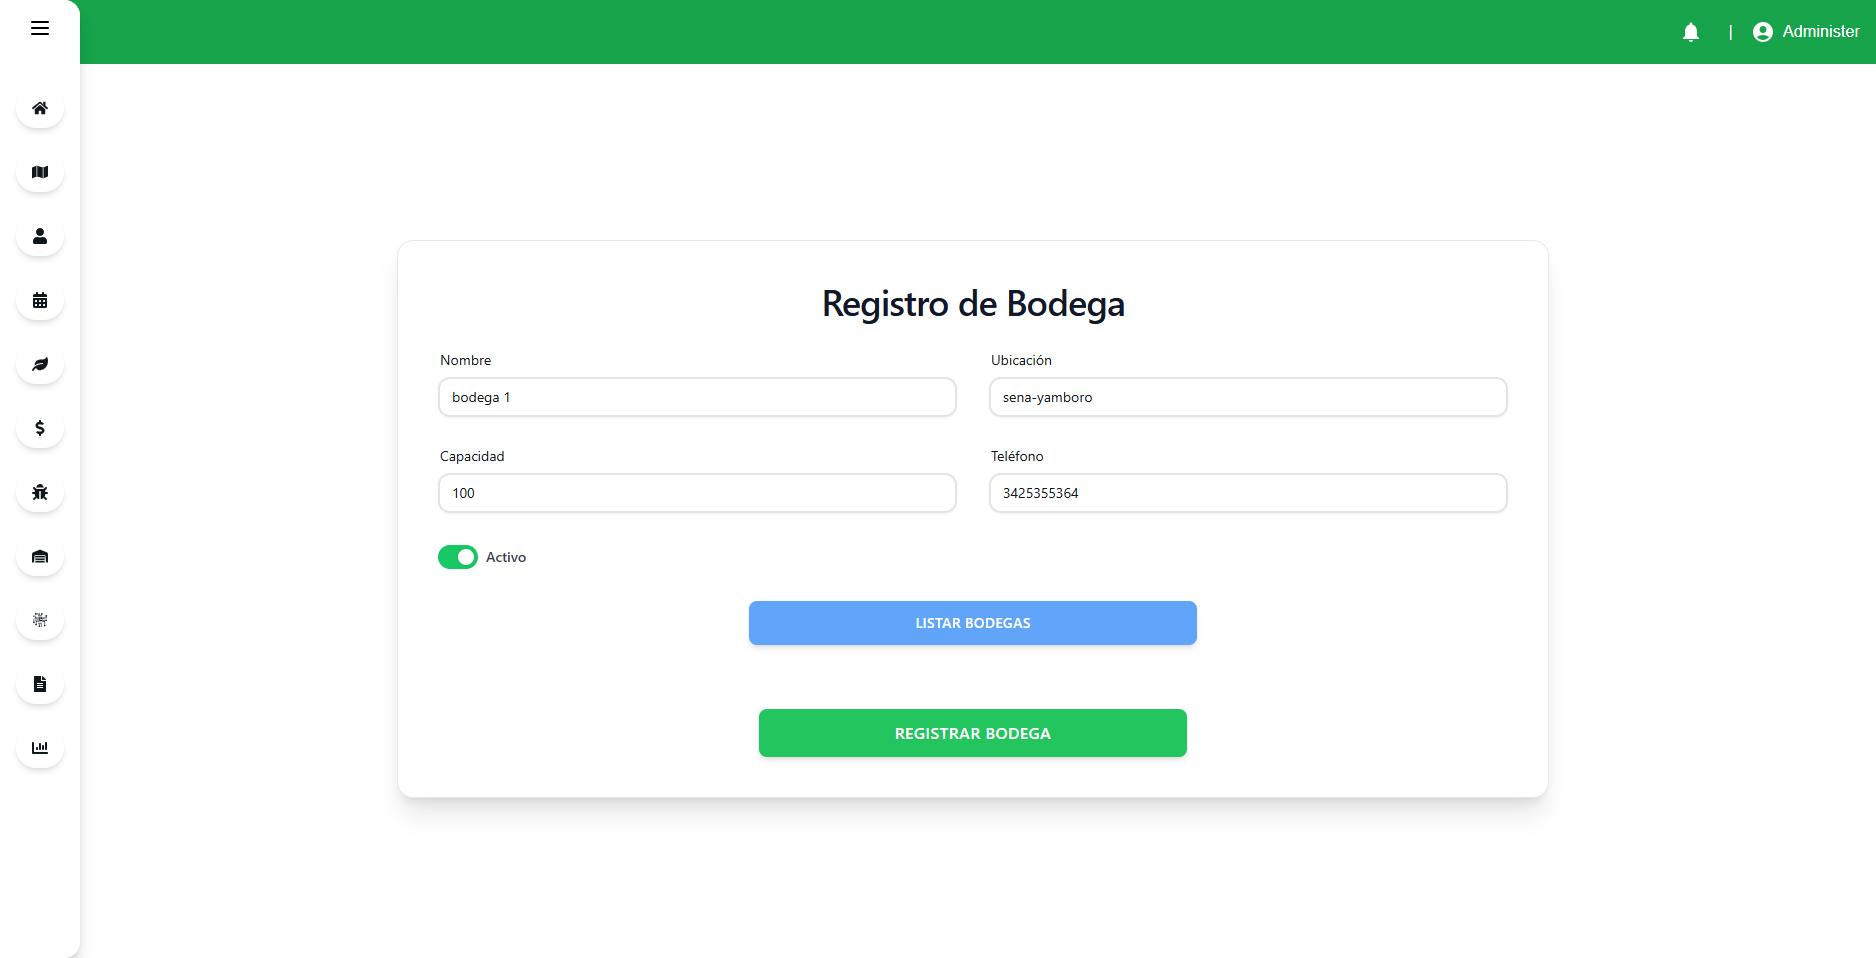 | Administer
Registro de Bodega
Nombre
Ubicación
bodega 1
sena-yamboro
Capacidad
Teléfono
100
3425355364
Activo
LISTAR BODEGAS
REGISTRAR BODEGA